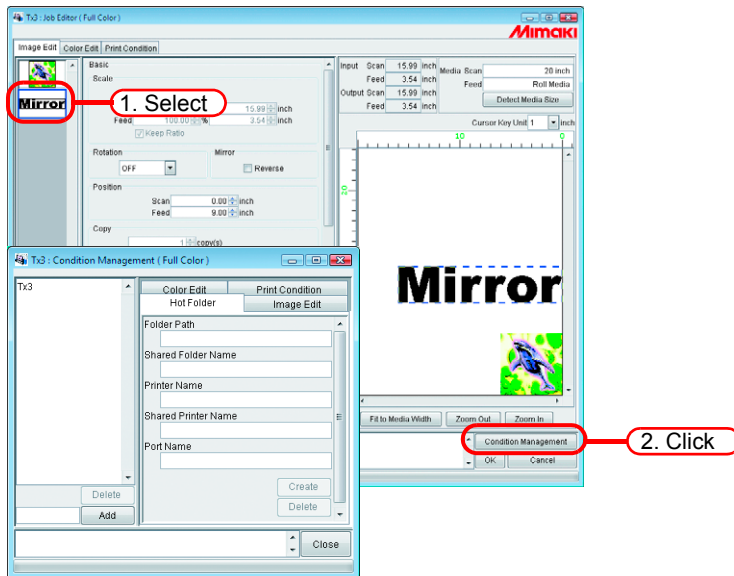 Tx3 : Job Editor ( Full Color )
Mimaki
Image Edit Color Edit Print Condition
Basic
Scale
15.99 inch
Feed 100.00 % 3.54 inch
Keep Ratio
Rotation Mirror
OFF Reverse
Position
Scan 0.00 inch
Feed 9.00 inch
Copy
1 copy(s)
Mirror
1. Select
Input Scan 15.99 inch
Feed 3.54 inch
Output Scan 15.99 inch
Feed 3.54 inch
Media Scan 20 inch
Feed Roll Media
Detect Media Size
Cursor Key Unit 1 inch
10 0
20
Mirror
Fit to Media Width Zoom Out Zoom In
Condition Management
OK Cancel
2. Click
Tx3 : Condition Management ( Full Color )
Tx3
Color Edit Print Condition
Hot Folder Image Edit
Folder Path
Shared Folder Name
Printer Name
Shared Printer Name
Port Name
Create
Delete
Delete
Add
Close